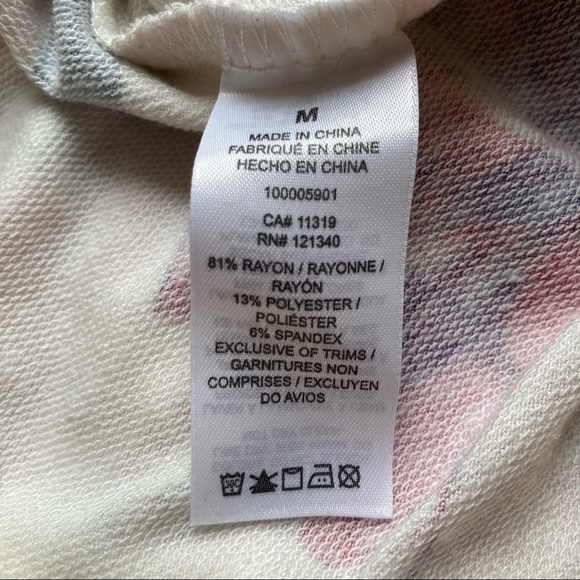 M
MADE IN CHINA
FABRIQUÉ EN CHINE
HECHO EN CHINA
100005901
CA# 11319
RN# 121340
81% RAYON / RAYONNE /
RAYÓN
13% POLYESTER /
POLIÉSTER
6% SPANDEX
EXCLUSIVE OF TRIMS /
GARNITURES NON
COMPRISES / EXCLUYEN
DO AVIOS
30C